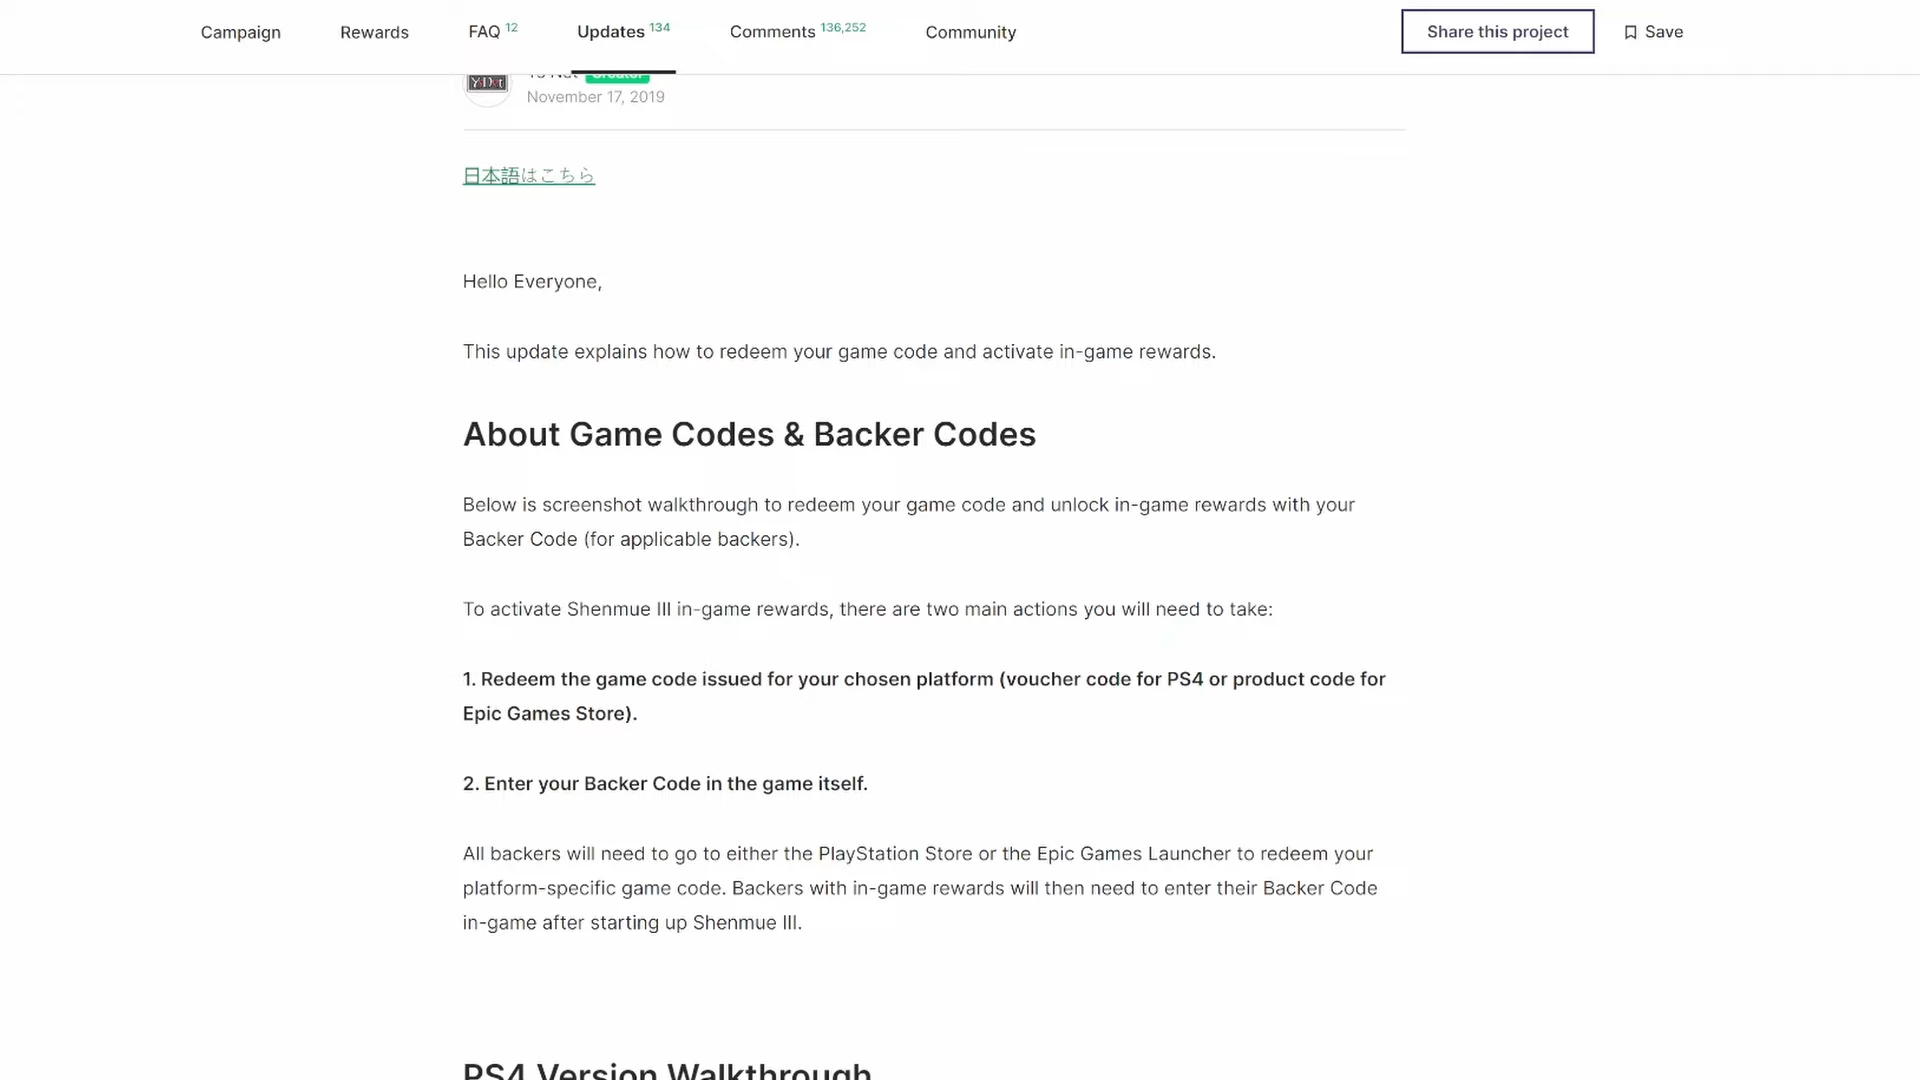 Campaign Rewards FAQ 12 Updates 134 Comments 136,252 Community Share this project Save
November 17, 2019
日本語はこちら
Hello Everyone,
This update explains how to redeem your game code and activate in-game rewards.
About Game Codes & Backer Codes
Below is screenshot walkthrough to redeem your game code and unlock in-game rewards with your
Backer Code (for applicable backers).
To activate Shenmue III in-game rewards, there are two main actions you will need to take:
1. Redeem the game code issued for your chosen platform (voucher code for PS4 or product code for
Epic Games Store).
2. Enter your Backer Code in the game itself.
All backers will need to go to either the PlayStation Store or the Epic Games Launcher to redeem your
platform-specific game code. Backers with in-game rewards will then need to enter their Backer Code
in-game after starting up Shenmue III.
PS4 Version Walkthrough